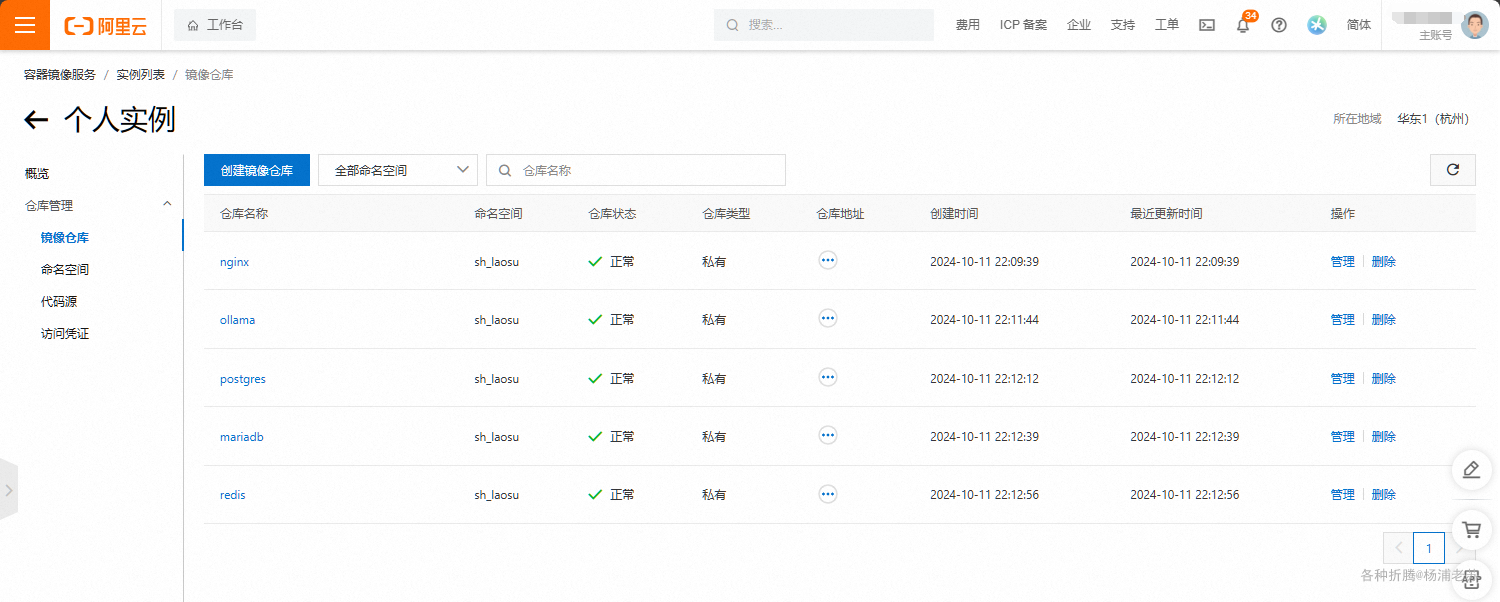 阿里云 工作台 搜索... 费用 ICP 备案 企业 支持 工单 34 简体 主账号
容器镜像服务 / 实例列表 / 镜像仓库
个人实例 所在地域 华东1（杭州）
概览
仓库管理
镜像仓库
命名空间
代码源
访问凭证
创建镜像仓库 全部命名空间 仓库名称
仓库名称 命名空间 仓库状态 仓库类型 仓库地址 创建时间 最近更新时间 操作
nginx sh_laosu 正常 私有 2024-10-11 22:09:39 2024-10-11 22:09:39 管理 删除
ollama sh_laosu 正常 私有 2024-10-11 22:11:44 2024-10-11 22:11:44 管理 删除
postgres sh_laosu 正常 私有 2024-10-11 22:12:12 2024-10-11 22:12:12 管理 删除
mariadb sh_laosu 正常 私有 2024-10-11 22:12:39 2024-10-11 22:12:39 管理 删除
redis sh_laosu 正常 私有 2024-10-11 22:12:56 2024-10-11 22:12:56 管理 删除
1
各种折腾@杨浦老